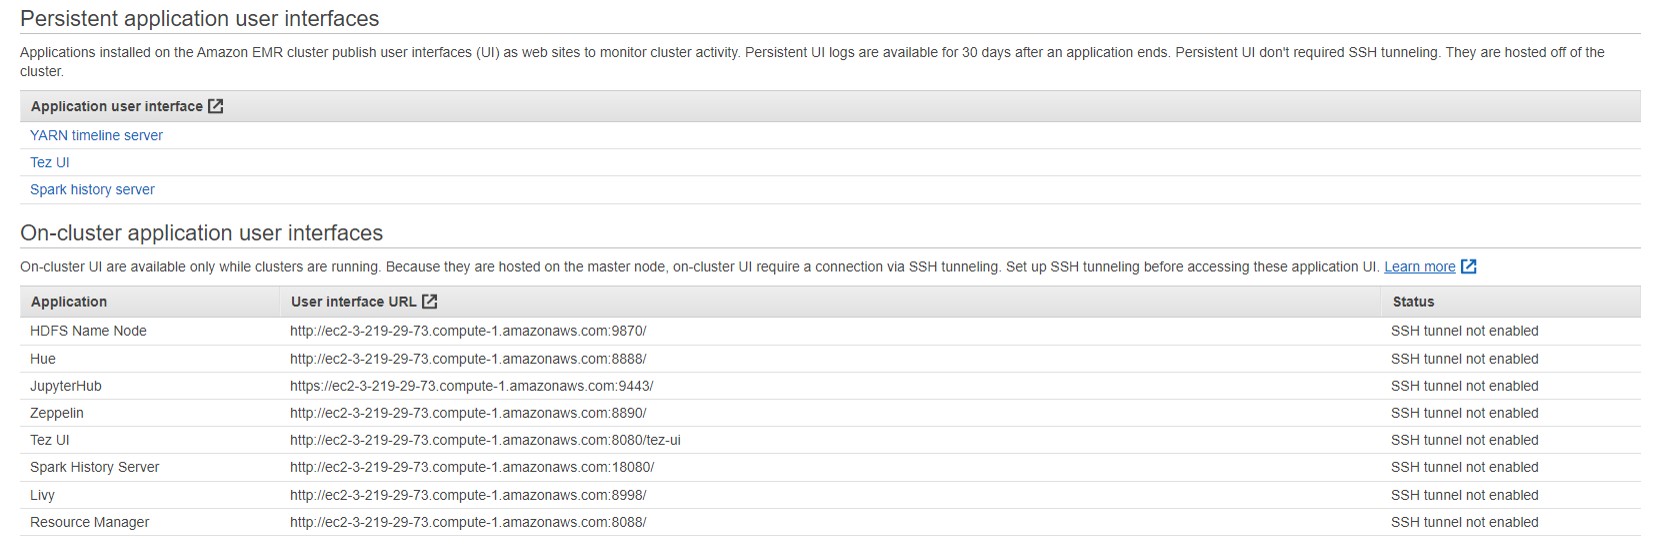 Persistent application user interfaces
Applications installed on the Amazon EMR cluster publish user interfaces (UI) as web sites to monitor cluster activity. Persistent UI logs are available for 30 days after an application ends. Persistent UI don't required SSH tunneling. They are hosted off of the
cluster.
Application user interface
YARN timeline server
Tez UI
Spark history server
On-cluster application user interfaces
On-cluster UI are available only while clusters are running. Because they are hosted on the master node, on-cluster UI require a connection via SSH tunneling. Set up SSH tunneling before accessing these application UI. Learn more
Application User interface URL Status
HDFS Name Node http://ec2-3-219-29-73.compute-1.amazonaws.com:9870/ SSH tunnel not enabled
Hue http://ec2-3-219-29-73.compute-1.amazonaws.com:8888/ SSH tunnel not enabled
JupyterHub https://ec2-3-219-29-73.compute-1.amazonaws.com:9443/ SSH tunnel not enabled
Zeppelin http://ec2-3-219-29-73.compute-1.amazonaws.com:8890/ SSH tunnel not enabled
Tez UI http://ec2-3-219-29-73.compute-1.amazonaws.com:8080/tez-ui SSH tunnel not enabled
Spark History Server http://ec2-3-219-29-73.compute-1.amazonaws.com:18080/ SSH tunnel not enabled
Livy http://ec2-3-219-29-73.compute-1.amazonaws.com:8998/ SSH tunnel not enabled
Resource Manager http://ec2-3-219-29-73.compute-1.amazonaws.com:8088/ SSH tunnel not enabled